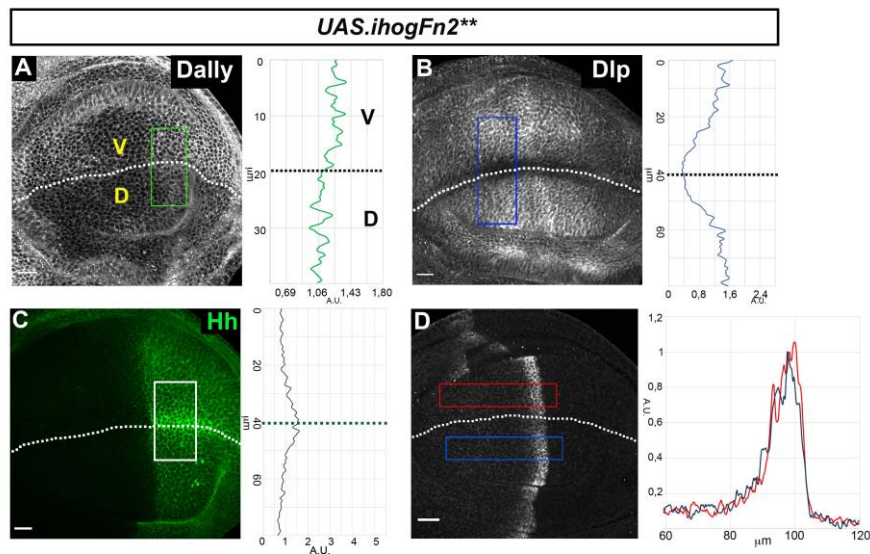 UAS.ihogFn2**
A
Dally
V
D
0
10
20
30
µm
V
D
0,69 1,06 1,43 1,80
A.U.
B
Dlp
0
20
40
60
µm
0 0,8 1,6 2,4
A.U.
C
Hh
0
20
40
60
µm
0 1 2 3 4 5
A.U.
D
1,2
1
0,8
0,6
0,4
0,2
A.U.
60 80 100 120
µm